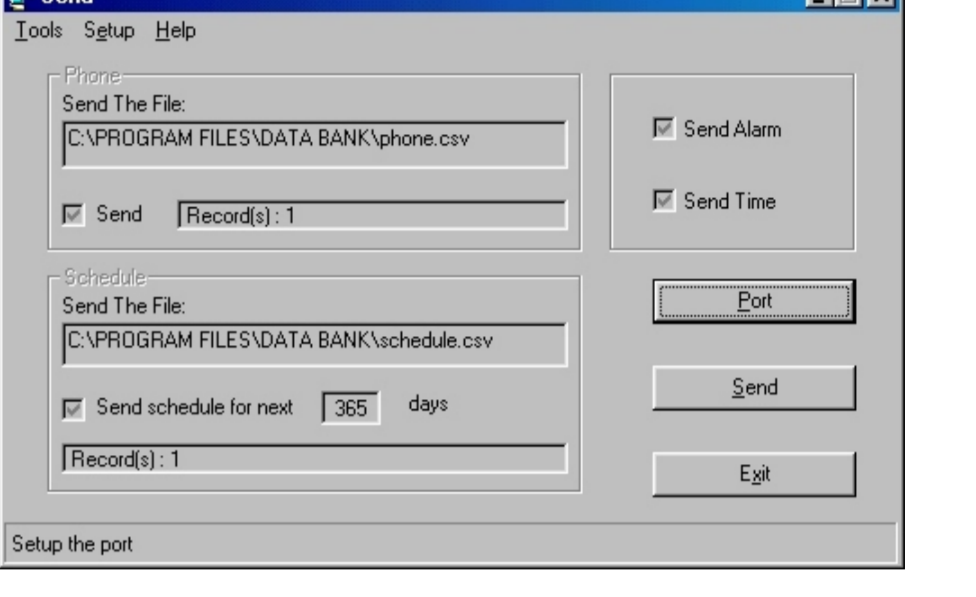 Send
Tools Setup Help
Phone
Send The File:
C:\PROGRAM FILES\DATA BANK\phone.csv
Send Record(s) : 1
Send Alarm
Send Time
Schedule
Send The File:
C:\PROGRAM FILES\DATA BANK\schedule.csv
Send schedule for next 365 days
Record(s) : 1
Port
Send
Exit
Setup the port